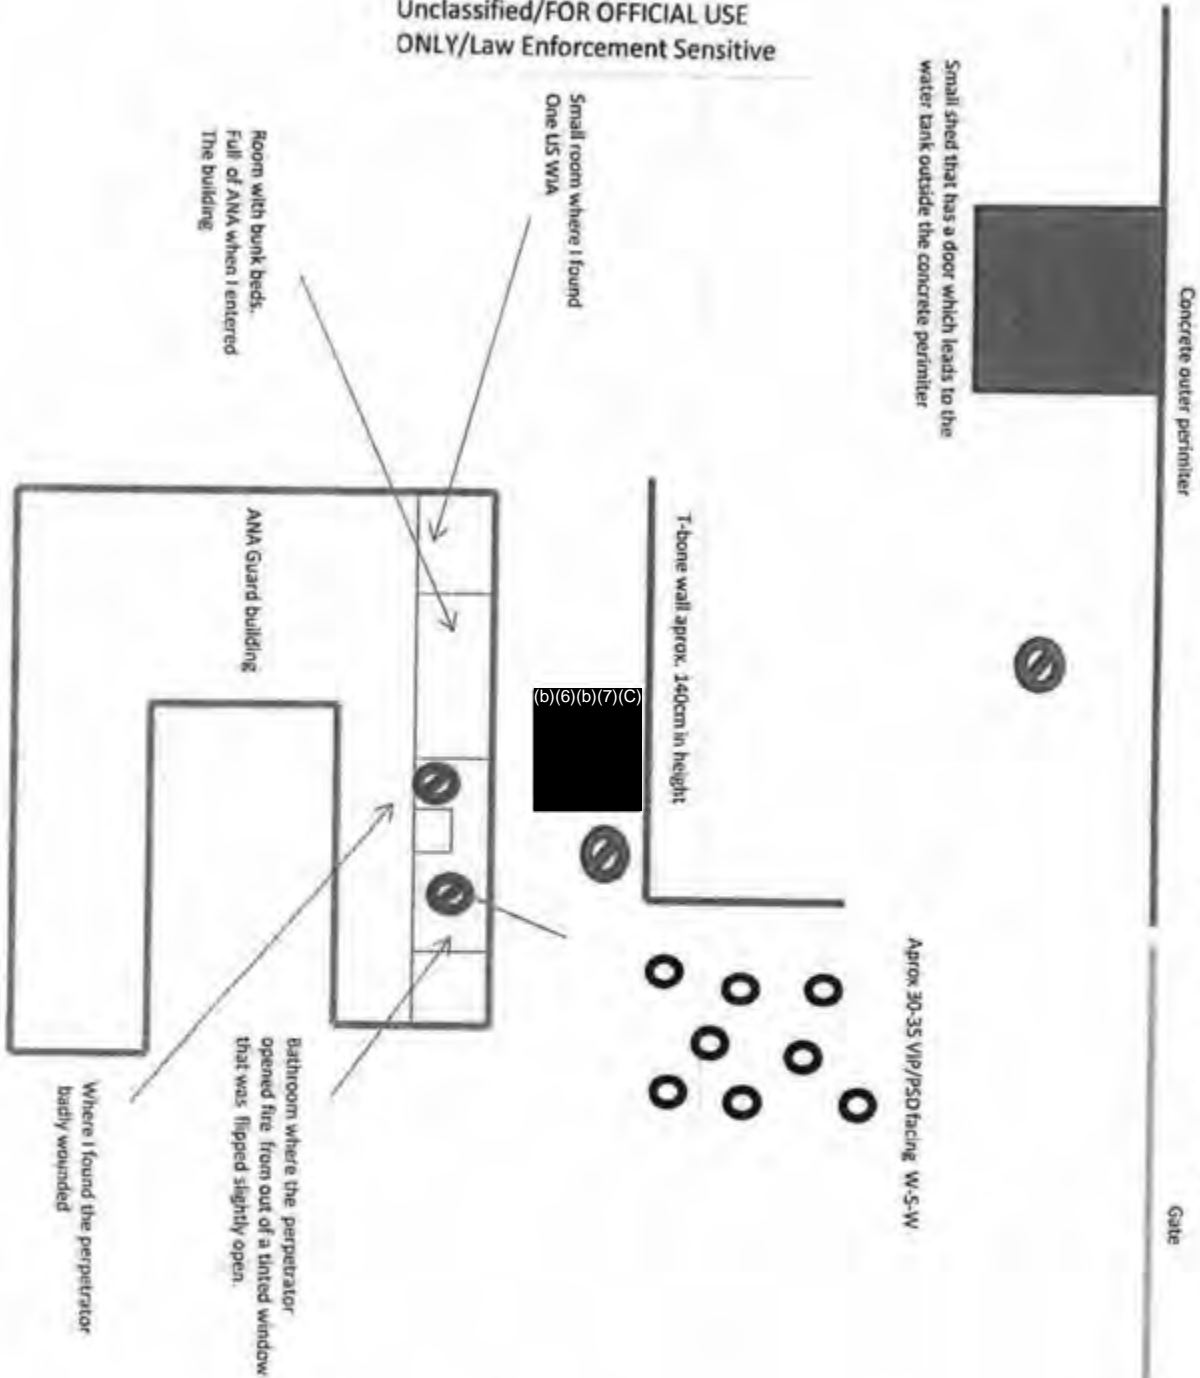 Unclassified/FOR OFFICIAL USE
ONLY/Law Enforcement Sensitive
Concrete outer perimiter
Small shed that has a door which leads to the
water tank outside the concrete perimiter
Small room where I found
One US WIA
Room with bunk beds.
Full of ANA when I entered
The building
T-bone wall aprox. 140cm in height
ANA Guard building
(b)(6)(b)(7)(C)
Aprox 30-35 VIP/PSD facing W-S-W
Gate
Bathroom where the perpetrator
opened fire from out of a tinted window
that was flipped slightly open.
Where I found the perpetrator
badly wounded